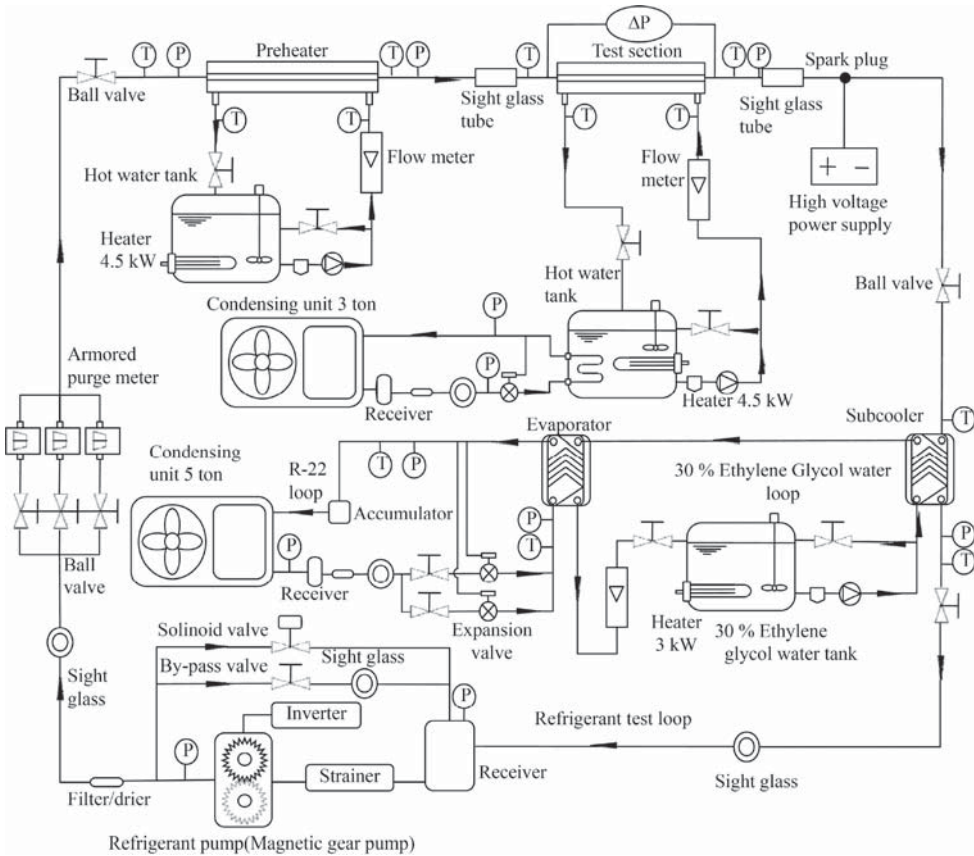 ΔP
T
P
Preheater
T
P
T
Test section
T
P
Spark plug
Ball valve
Sight glass
tube
Sight glass
tube
T
T
T
T
Flow meter
Flow
meter
+ −
Hot water tank
High voltage
power supply
Heater
4.5 kW
Hot water
tank
Ball valve
Condensing unit 3 ton
P
Armored
purge meter
P
Receiver
Heater 4.5 kW
Subcooler
Evaporator
T
Condensing
unit 5 ton
R-22
loop
T
P
30 % Ethylene Glycol water
loop
Accumulator
P
T
P
P
T
Ball
valve
Receiver
Expansion
valve
Heater
3 kW
30 % Ethylene
glycol water tank
Solinoid valve
By-pass valve
Sight glass
Sight
glass
P
Inverter
Refrigerant test loop
P
Strainer
Receiver
Sight glass
Filter/drier
Refrigerant pump(Magnetic gear pump)